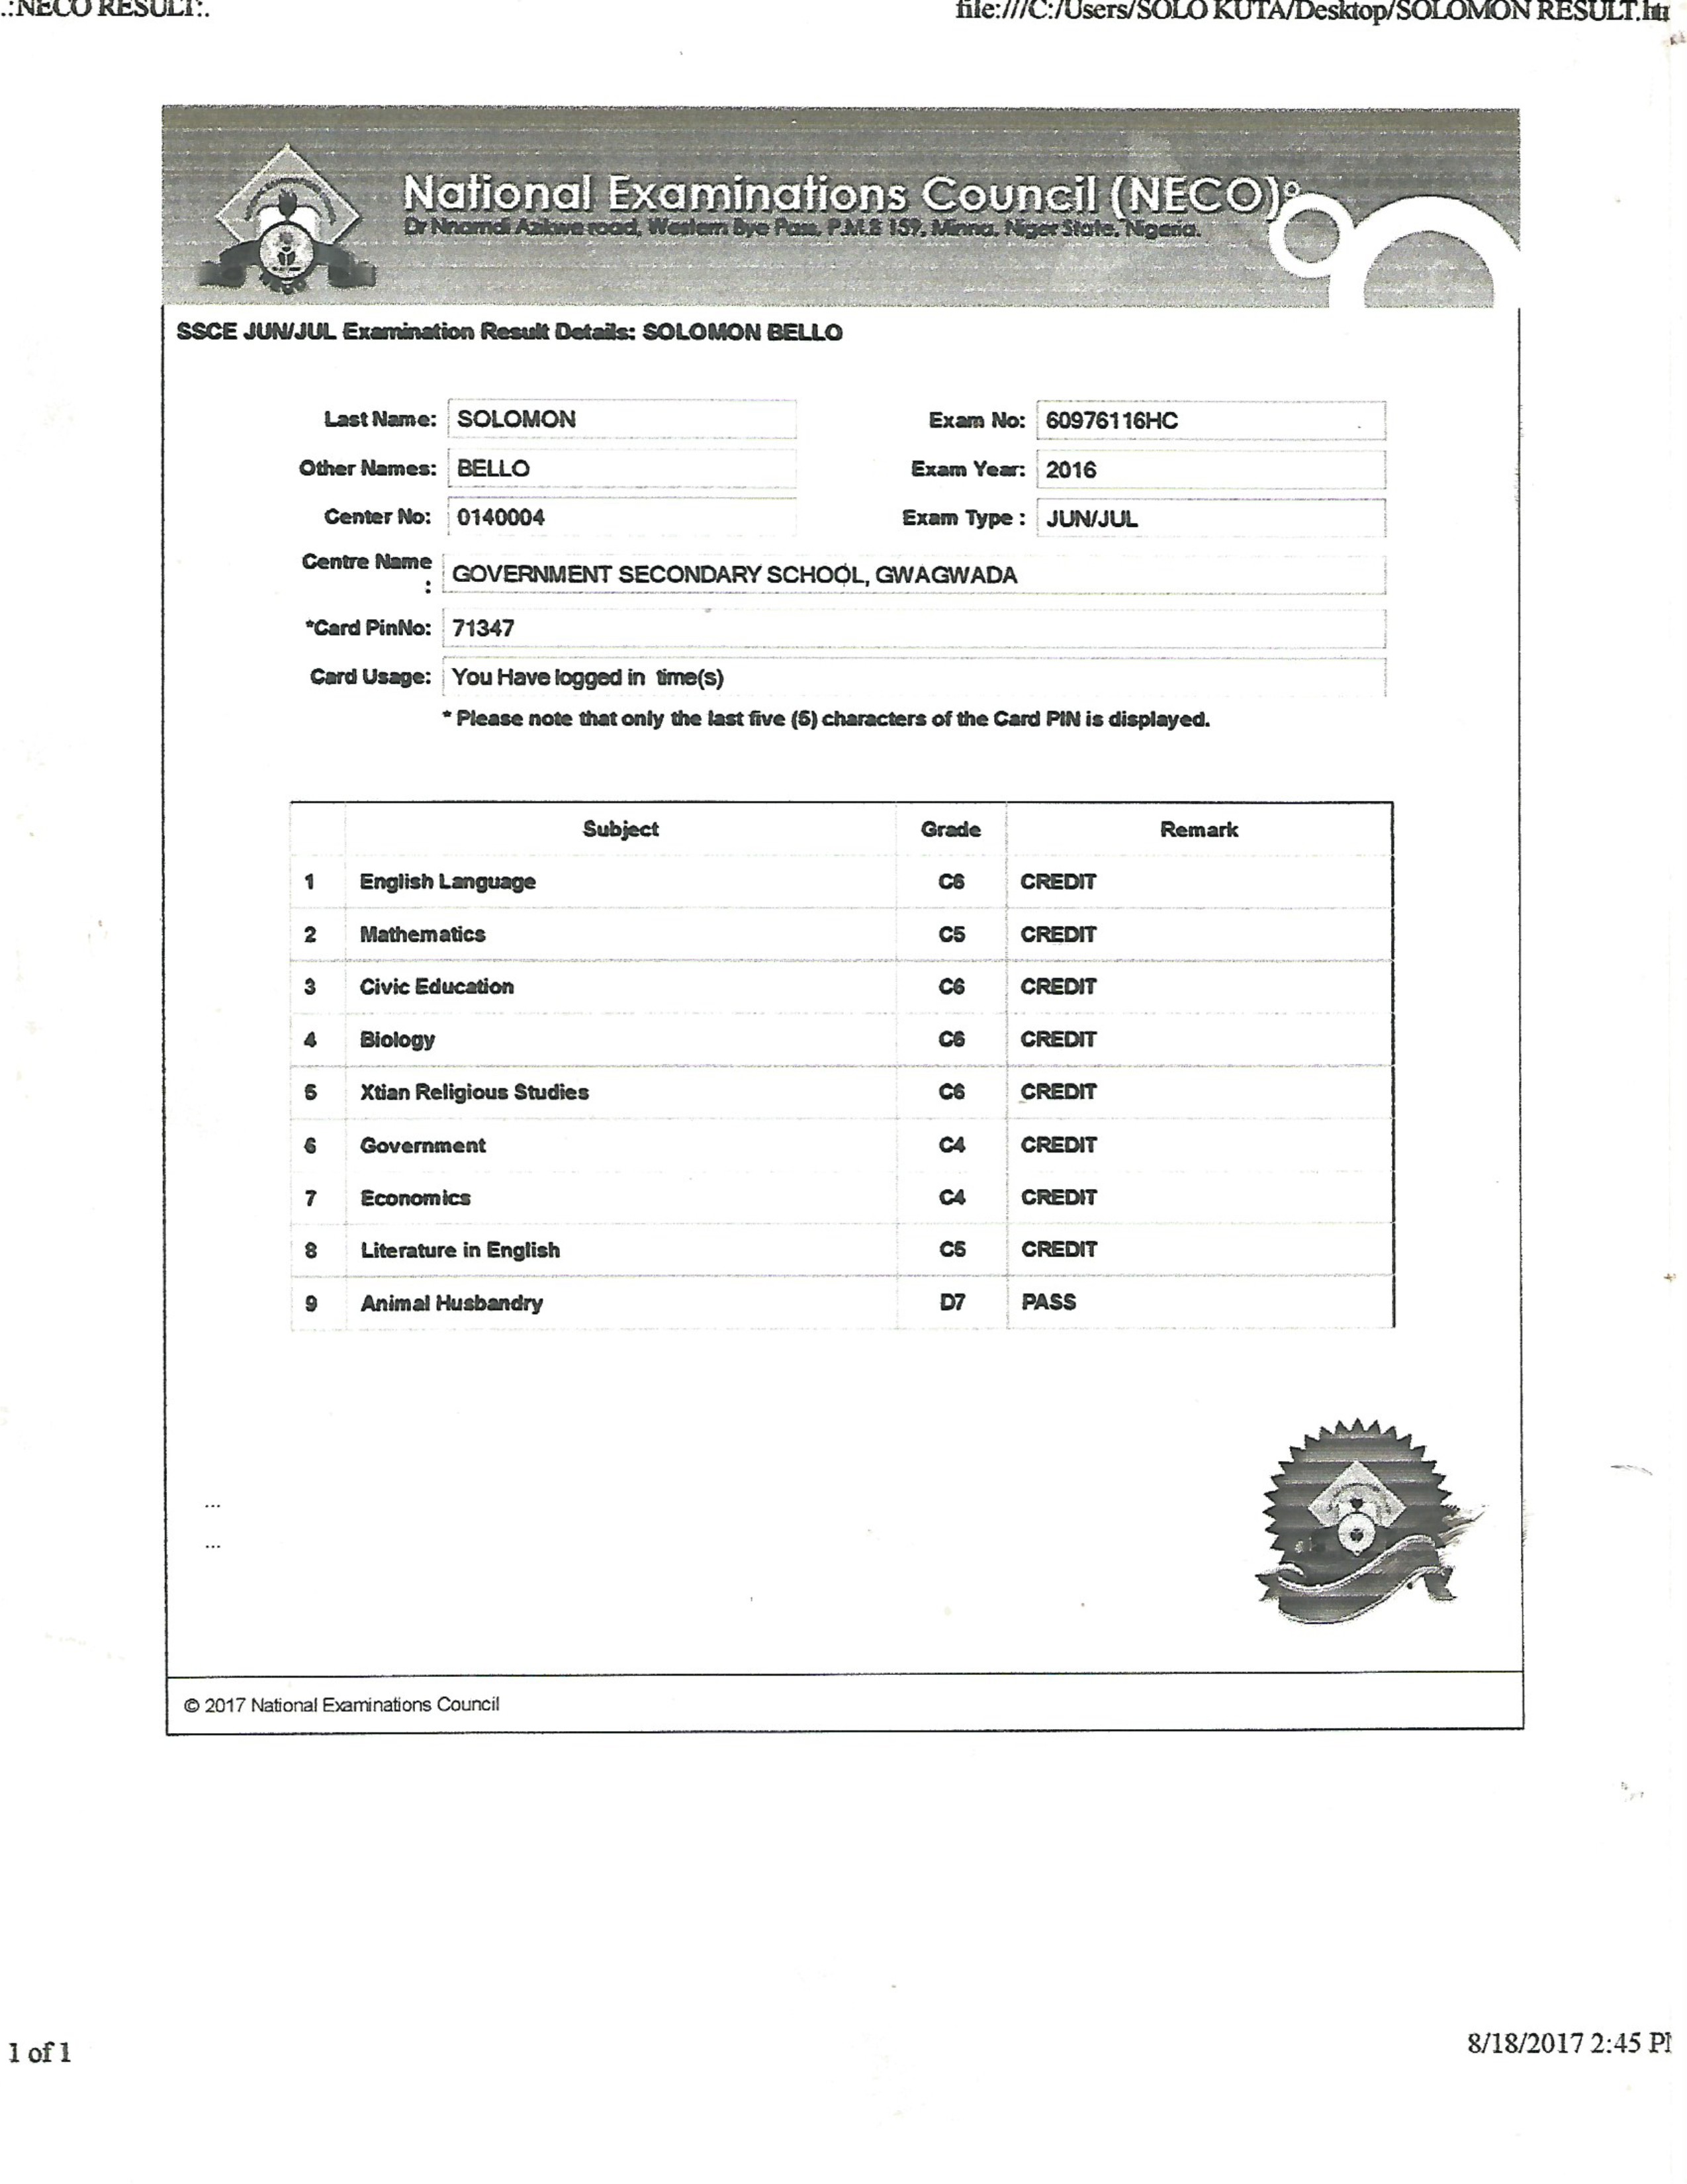 .:NECO RESULT:.
file:///C:/Users/SOLO KUTA/Desktop/SOLOMON RESULT.htr
National Examinations Council (NECO)
Dr Nnamdi Azikwe road, Western Bye Pass, P.M.B 159, Minna, Niger State, Nigeria.
SSCE JUN/JUL Examination Result Details: SOLOMON BELLO
Last Name: SOLOMON Exam No: 60976116HC
Other Names: BELLO Exam Year: 2016
Center No: 0140004 Exam Type : JUN/JUL
Centre Name : GOVERNMENT SECONDARY SCHOOL, GWAGWADA
*Card PinNo: 71347
Card Usage: You Have logged in time(s)
* Please note that only the last five (5) characters of the Card PIN is displayed.
Subject Grade Remark
1 English Language C6 CREDIT
2 Mathematics C5 CREDIT
3 Civic Education C6 CREDIT
4 Biology C6 CREDIT
5 Xtian Religious Studies C6 CREDIT
6 Government C4 CREDIT
7 Economics C4 CREDIT
8 Literature in English CREDIT
9 Animal Husbandry D7 PASS
...
...
© 2017 National Examinations Council
1 of 1
8/18/2017 2:45 P